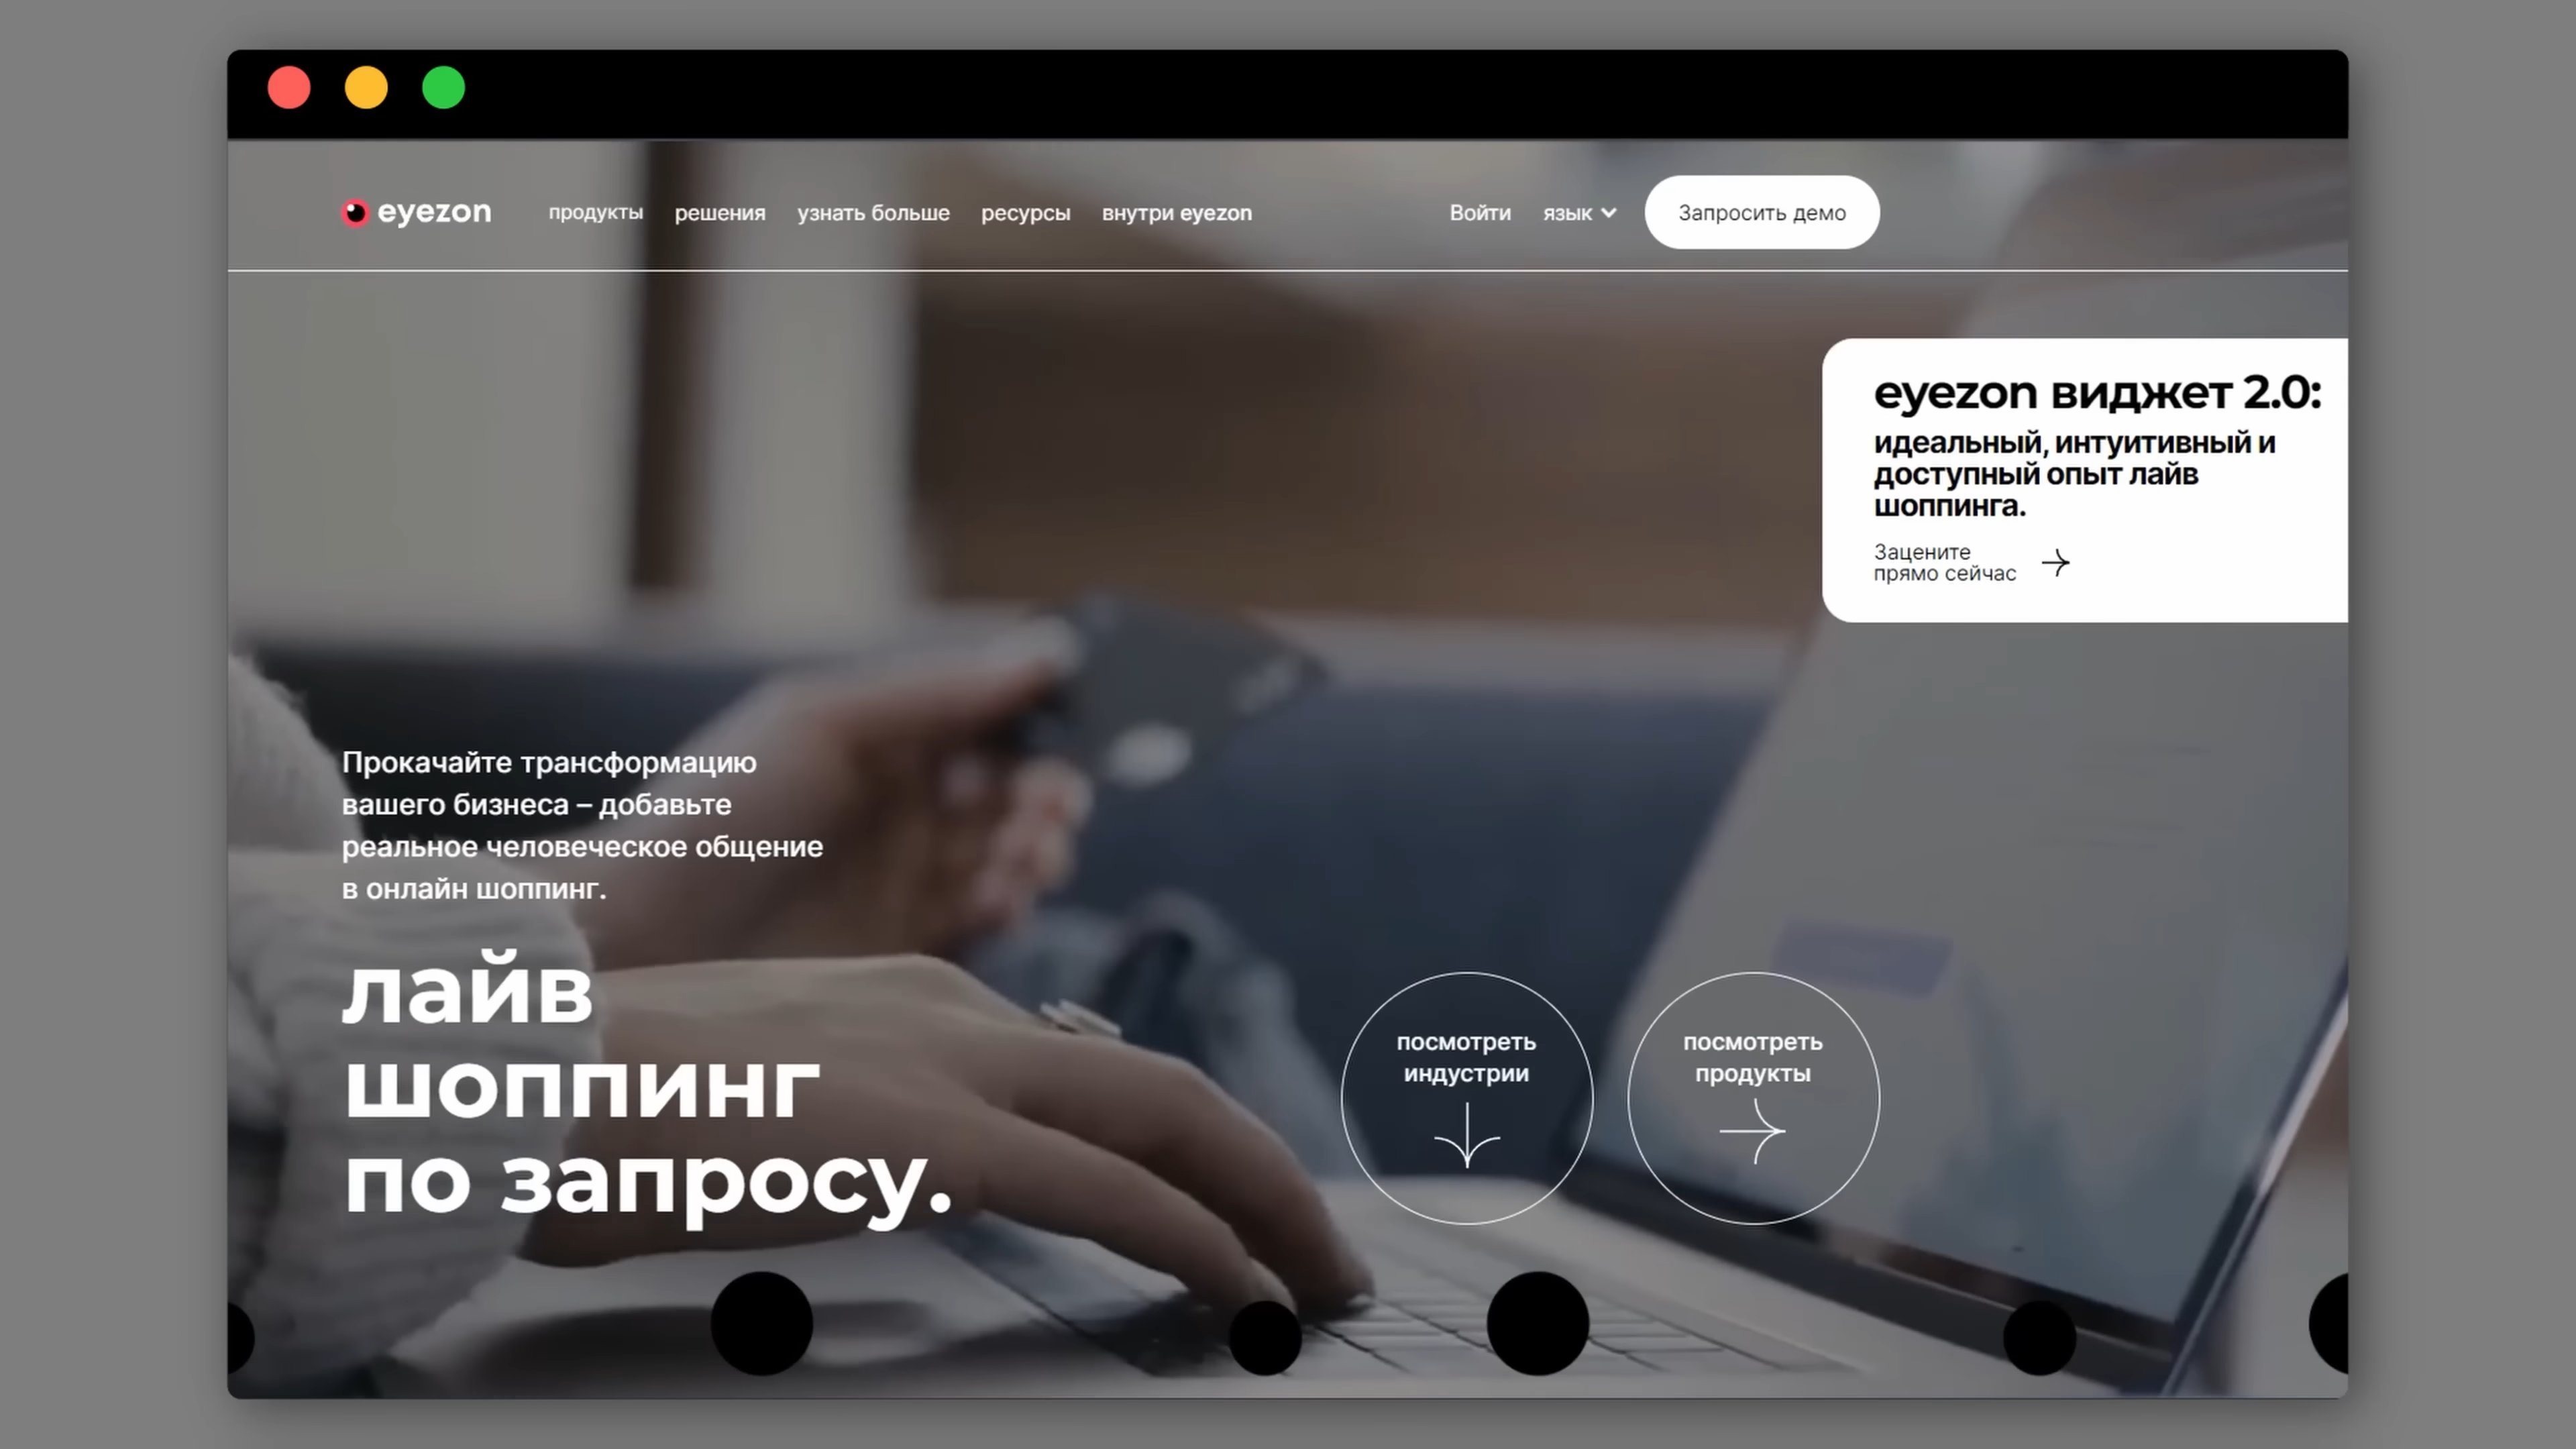 eyezon
продукты
решения
узнать больше
ресурсы
внутри eyezon
Войти
язык
Запросить демо
eyezon виджет 2.0:
идеальный, интуитивный и
доступный опыт лайв
шоппинга.
Зацените
прямо сейчас
Прокачайте трансформацию
вашего бизнеса – добавьте
реальное человеческое общение
в онлайн шоппинг.
лайв
шоппинг
по запросу.
посмотреть
индустрии
посмотреть
продукты